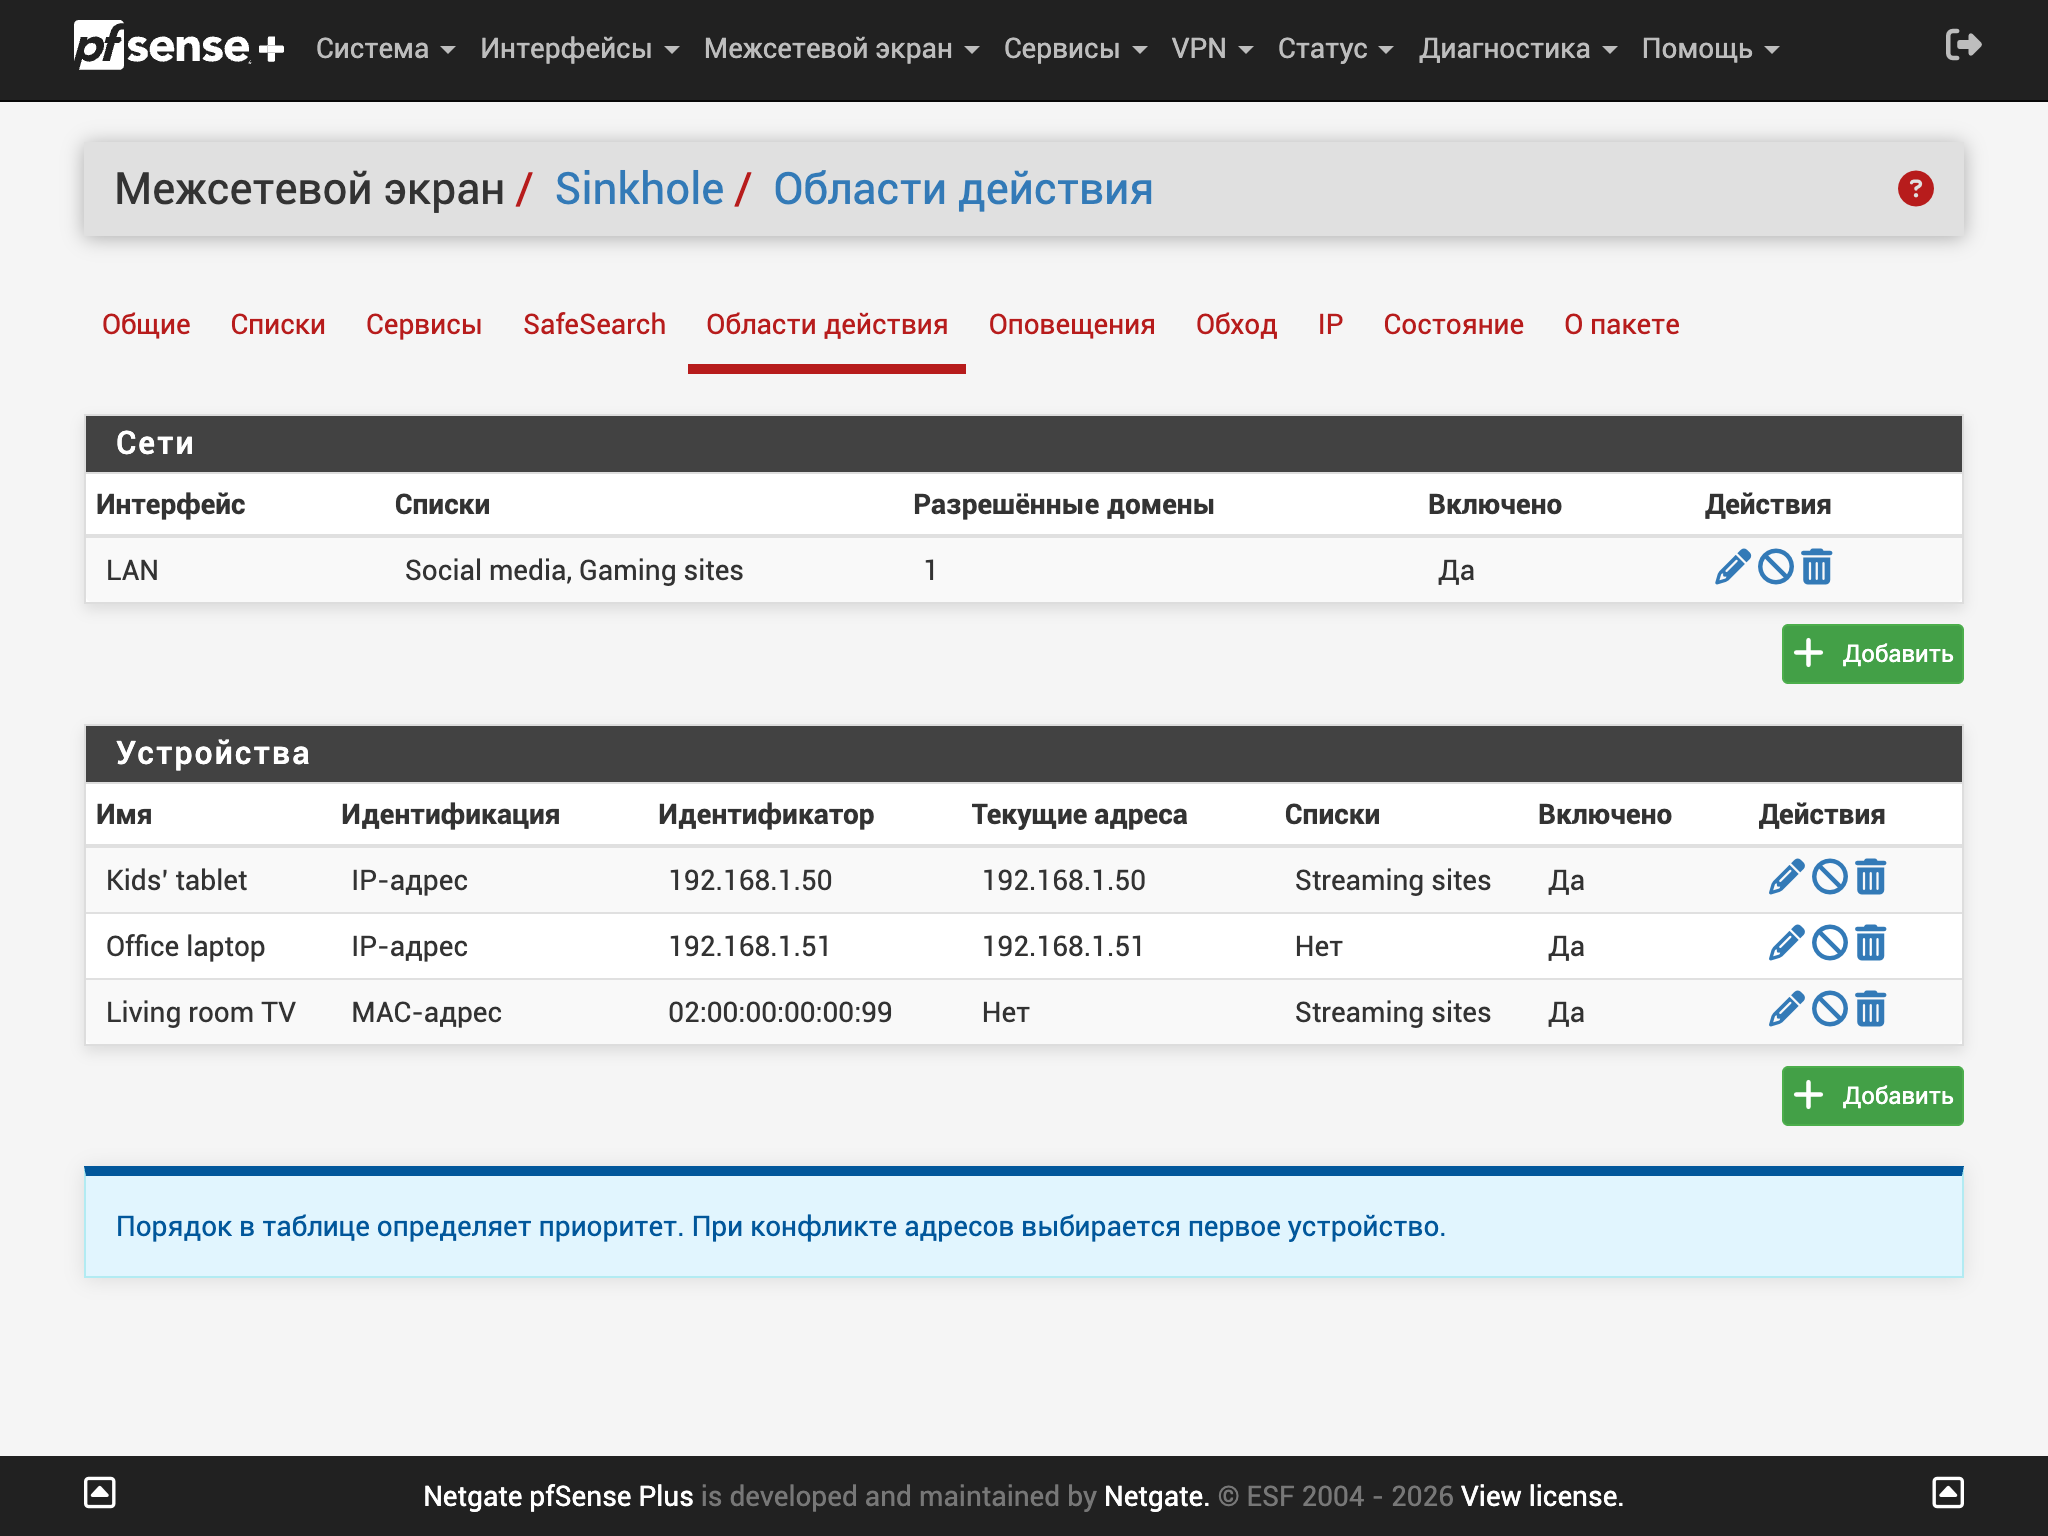 pfsense+ Система Интерфейсы Межсетевой экран Сервисы VPN Статус Диагностика Помощь
Межсетевой экран / Sinkhole / Области действия ?
Общие Списки Сервисы SafeSearch Области действия Оповещения Обход IP Состояние О пакете
Сети
Интерфейс Списки Разрешённые домены Включено Действия
LAN Social media, Gaming sites 1 Да
Добавить
Устройства
Имя Идентификация Идентификатор Текущие адреса Списки Включено Действия
Kids' tablet IP-адрес 192.168.1.50 192.168.1.50 Streaming sites Да
Office laptop IP-адрес 192.168.1.51 192.168.1.51 Нет Да
Living room TV MAC-адрес 02:00:00:00:00:99 Нет Streaming sites Да
Добавить
Порядок в таблице определяет приоритет. При конфликте адресов выбирается первое устройство.
Netgate pfSense Plus is developed and maintained by Netgate. © ESF 2004 - 2026 View license.